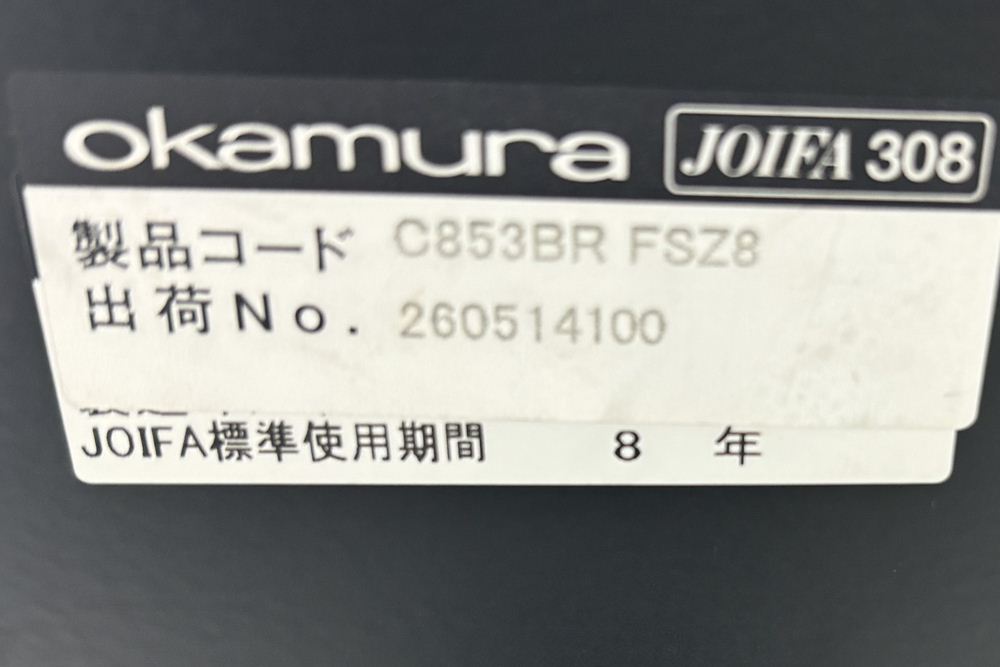 okamura JOIFA 308
製品コード C853BR FSZ8
出荷No. 260514100
JOIFA標準使用期間 8 年